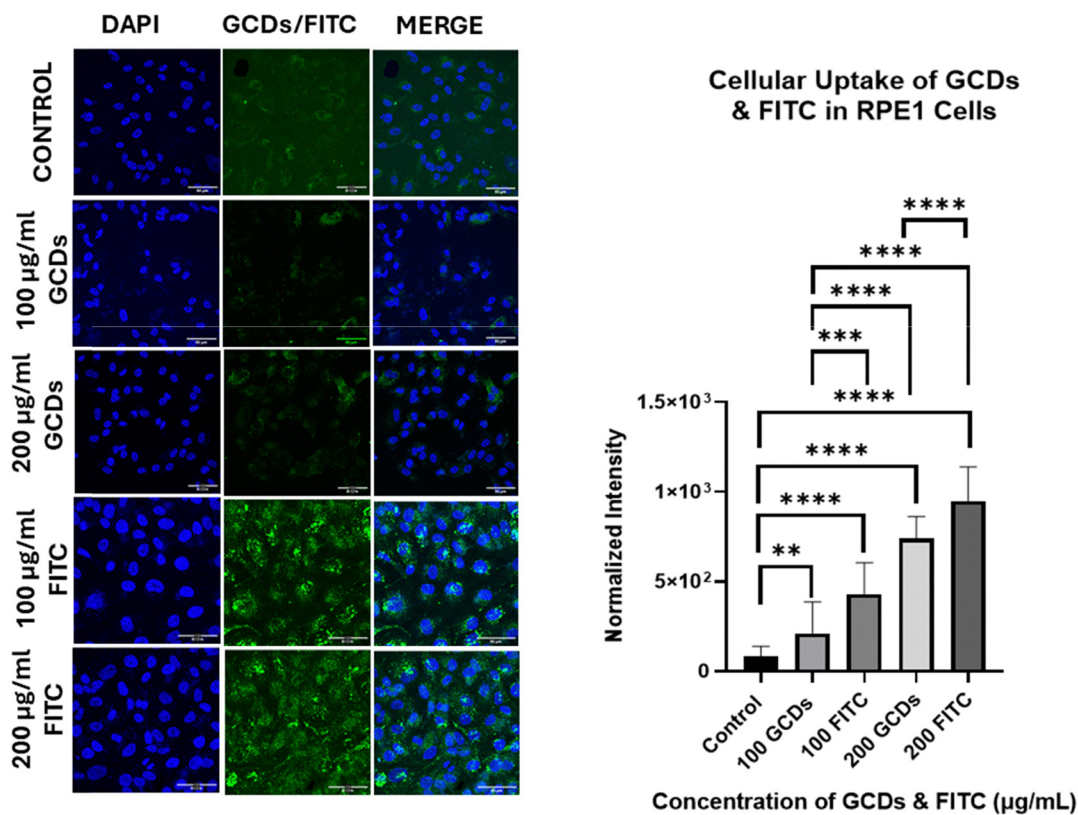 DAPI GCDs/FITC MERGE
CONTROL
100 µg/ml
GCDs
200 µg/ml
GCDs
100 µg/ml
FITC
200 µg/ml
FITC
Cellular Uptake of GCDs
& FITC in RPE1 Cells
****
****
****
***
****
****
****
**
Normalized Intensity
1.5×10³
1×10³
5×10²
0
Control
100 GCDs
100 FITC
200 GCDs
200 FITC
Concentration of GCDs & FITC (µg/mL)